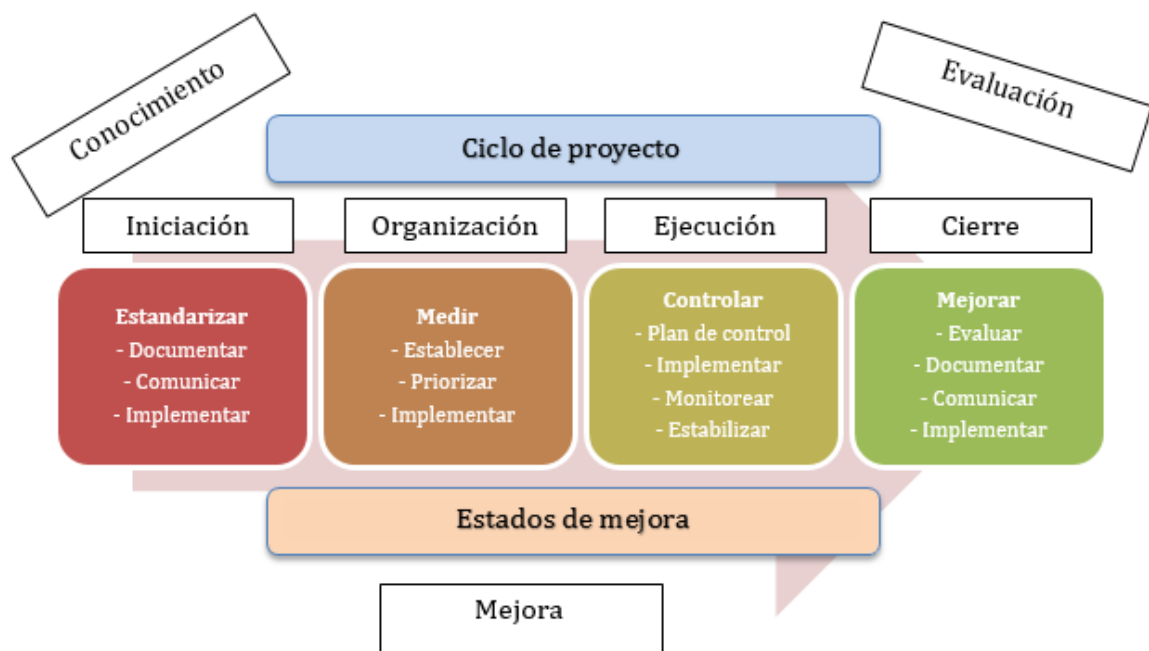 Conocimiento
Evaluación
Ciclo de proyecto
Iniciación
Organización
Ejecución
Cierre
Estandarizar
- Documentar
- Comunicar
- Implementar
Medir
- Establecer
- Priorizar
- Implementar
Controlar
- Plan de control
- Implementar
- Monitorear
- Estabilizar
Mejorar
- Evaluar
- Documentar
- Comunicar
- Implementar
Estados de mejora
Mejora